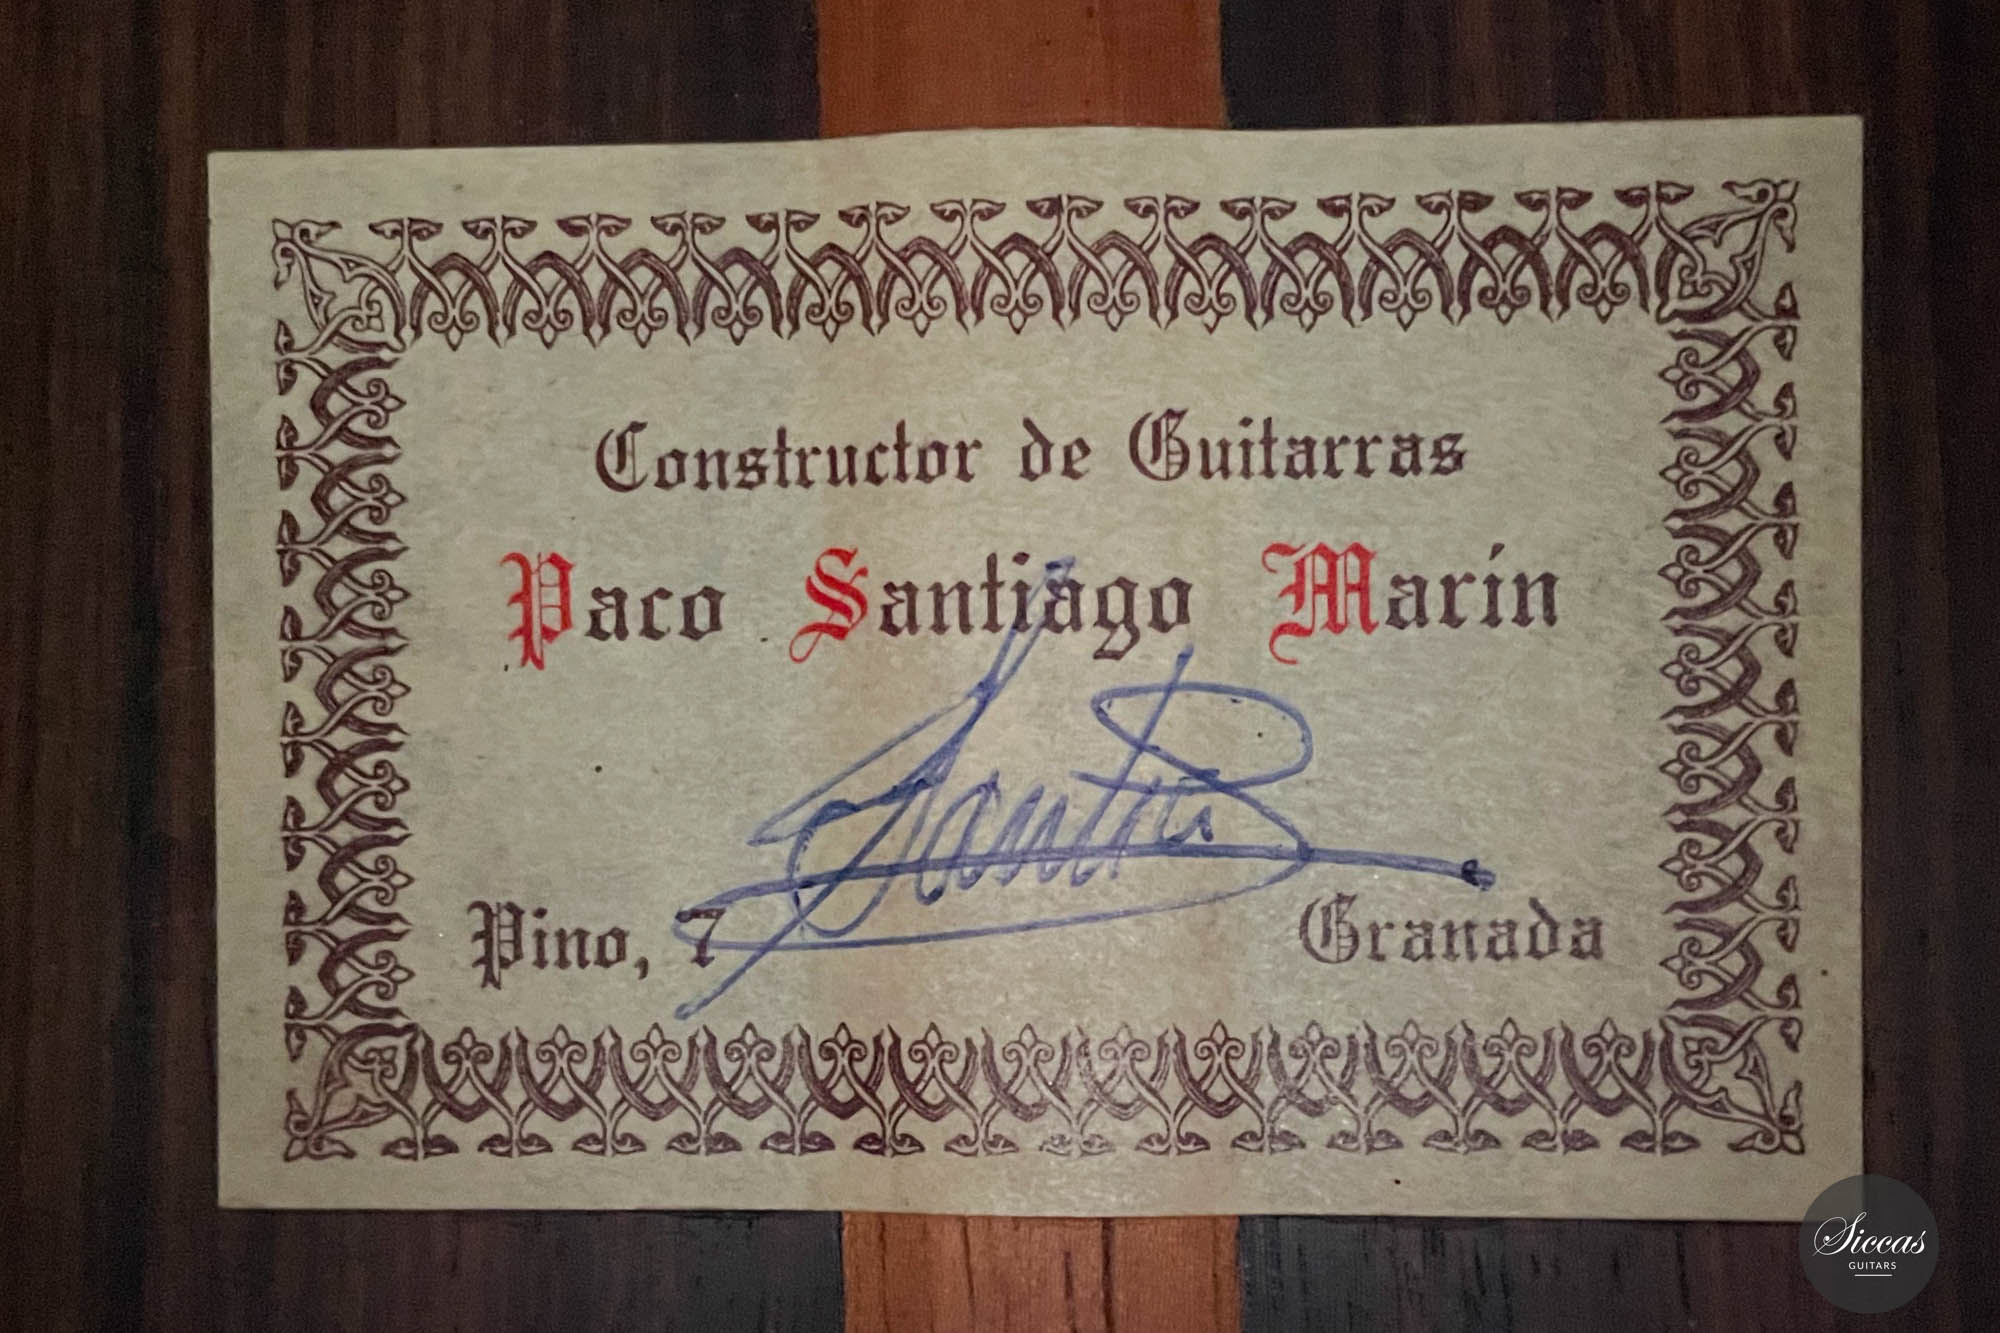 Constructor de Guitarras
Paco Santiago Marín
Pino, 7 Granada
Siccas
GUITARS